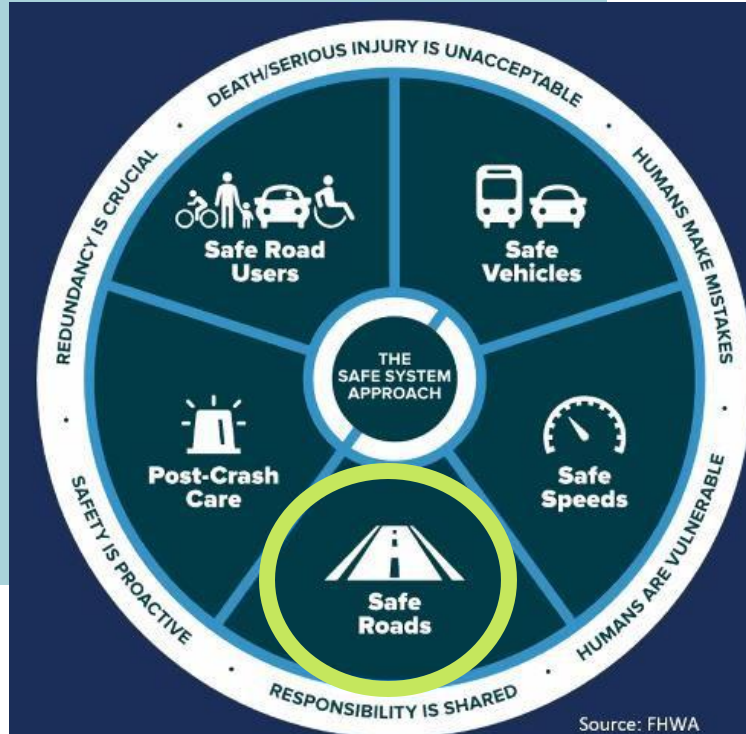 DEATH/SERIOUS INJURY IS UNACCEPTABLE
HUMANS MAKE MISTAKES
HUMANS ARE VULNERABLE
RESPONSIBILITY IS SHARED
SAFETY IS PROACTIVE
REDUNDANCY IS CRUCIAL
Safe Road
Users
Safe
Vehicles
THE
SAFE SYSTEM
APPROACH
Post-Crash
Care
Safe
Speeds
Safe
Roads
Source: FHWA